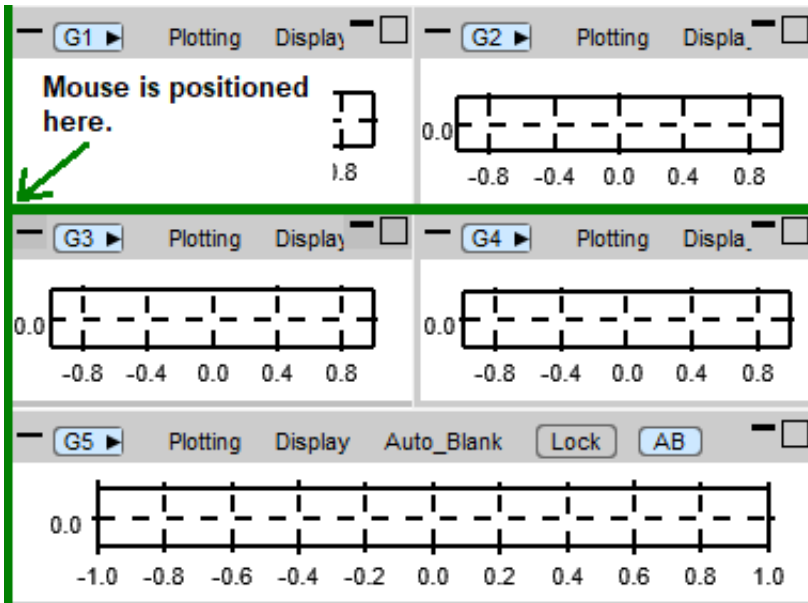 G1 ▶ Plotting Display
G2 ▶ Plotting Displa
Mouse is positioned
here.
0.8
0.0
-0.8 -0.4 0.0 0.4 0.8
G3 ▶ Plotting Display
G4 ▶ Plotting Displa
0.0
-0.8 -0.4 0.0 0.4 0.8
0.0
-0.8 -0.4 0.0 0.4 0.8
G5 ▶ Plotting Display Auto_Blank Lock AB
0.0
-1.0 -0.8 -0.6 -0.4 -0.2 0.0 0.2 0.4 0.6 0.8 1.0